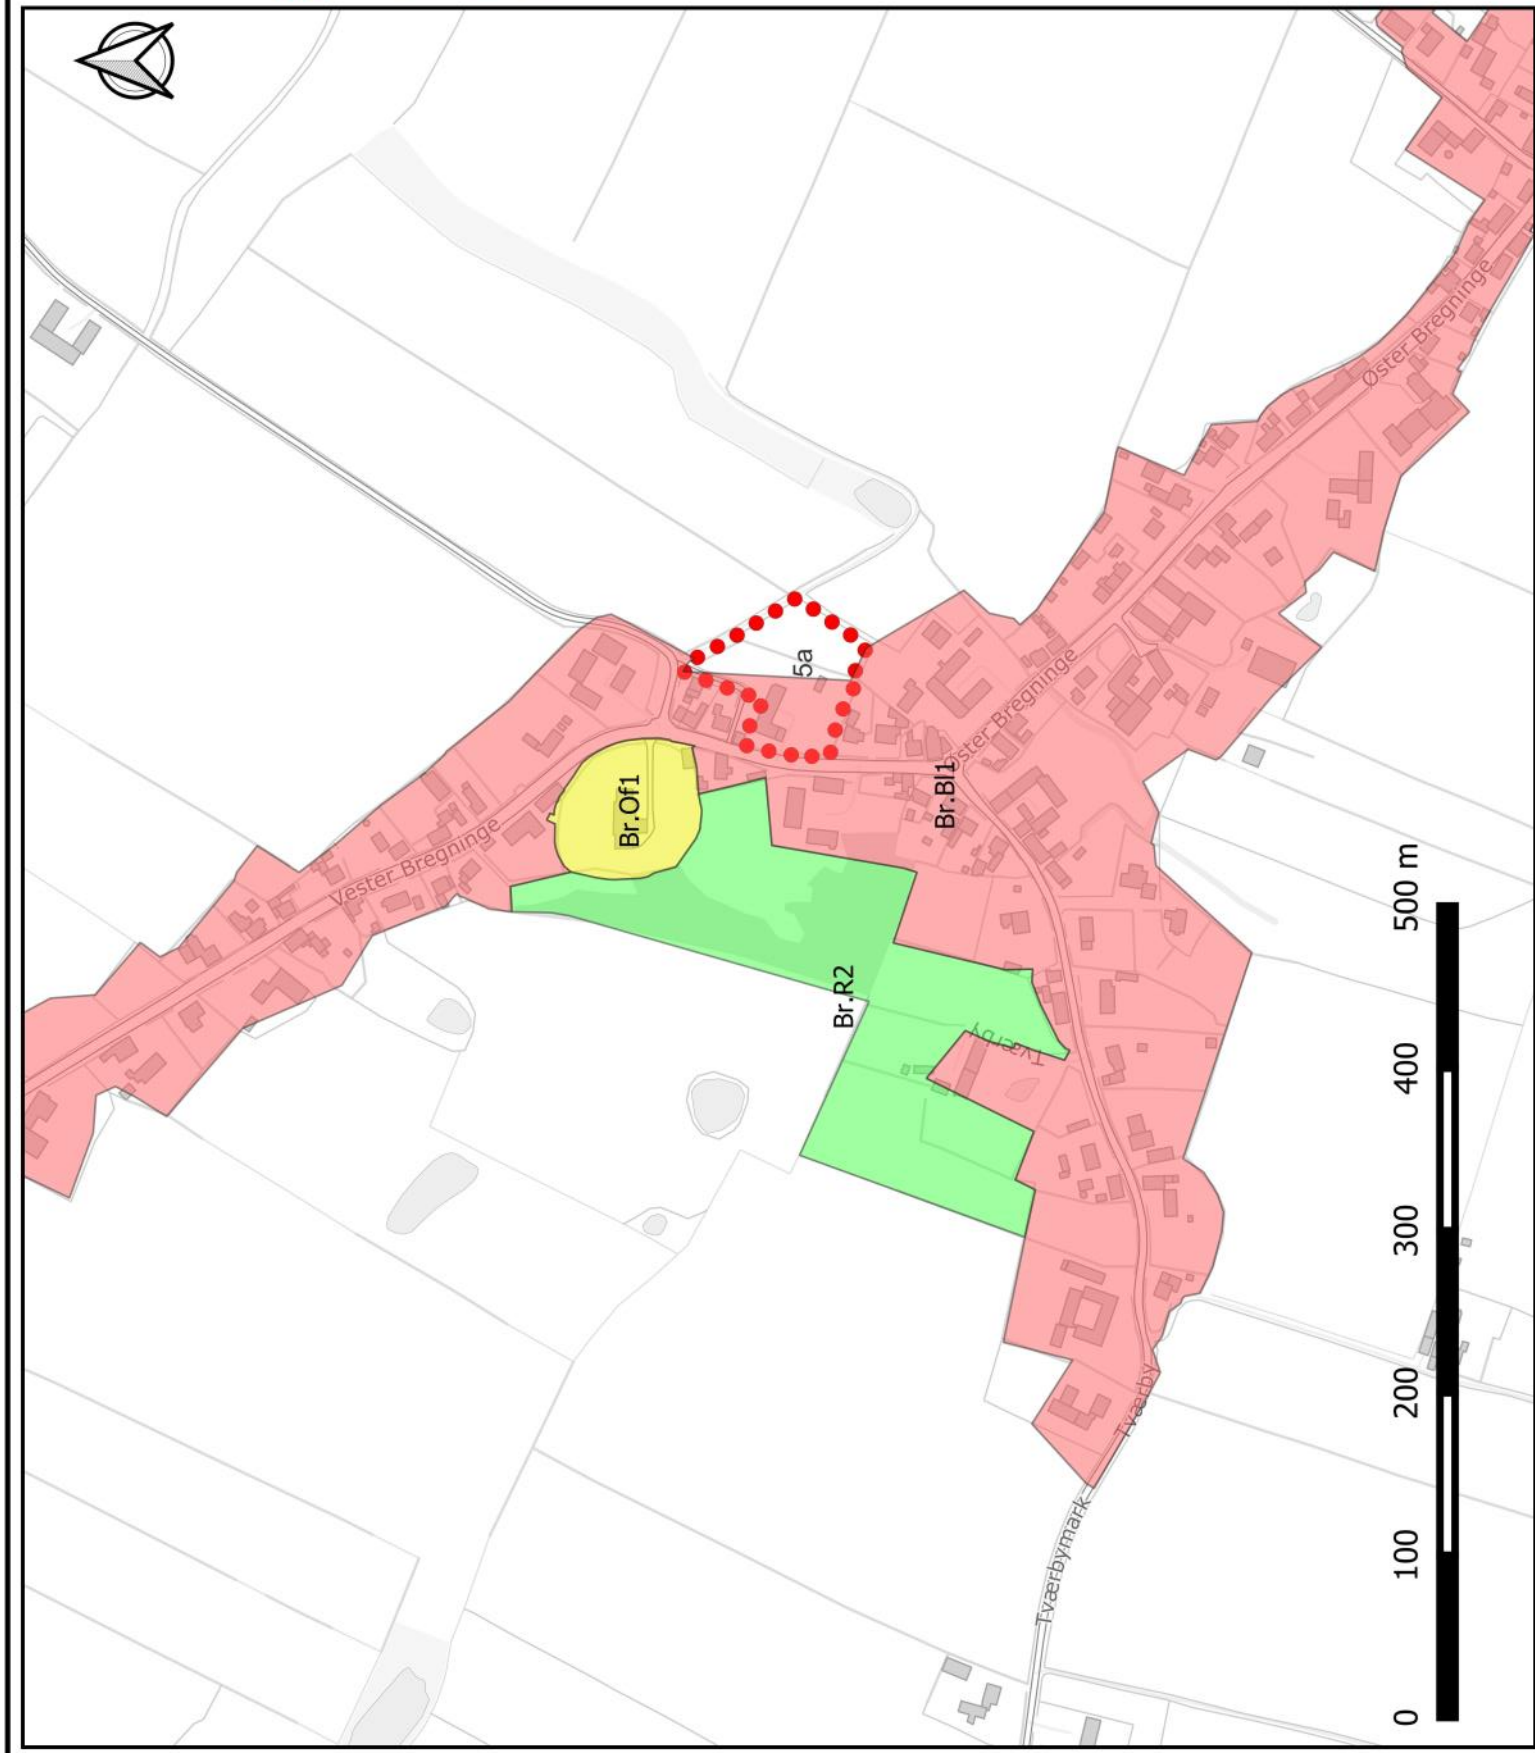 Vester Bregninge
Br.Of1
5a
Br.R2
Br.Bl1
Øster Bregninge
Øster Bregninge
Tværby
Tværby
Tværbymark
0
100
200
300
400
500 m